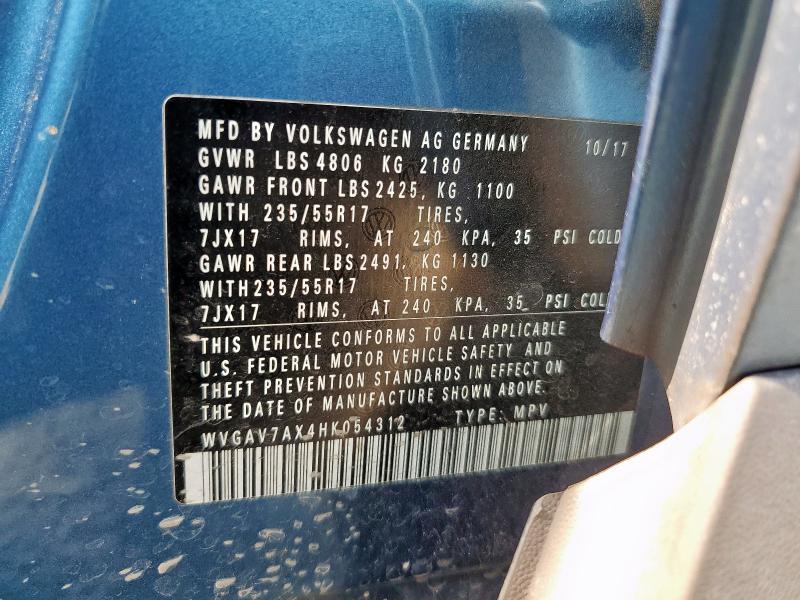 MFD BY VOLKSWAGEN AG GERMANY 10/17
GVWR LBS 4806 KG 2180
GAWR FRONT LBS 2425, KG 1100
WITH 235/55R17 TIRES,
7JX17 RIMS, AT 240 KPA, 35 PSI COLD
GAWR REAR LBS 2491, KG 1130
WITH 235/55R17 TIRES,
7JX17 RIMS, AT 240 KPA, 35 PSI COLD
THIS VEHICLE CONFORMS TO ALL APPLICABLE
U.S. FEDERAL MOTOR VEHICLE SAFETY AND
THEFT PREVENTION STANDARDS IN EFFECT ON
THE DATE OF MANUFACTURE SHOWN ABOVE.
WVGAV7AX4HK054312 TYPE: MPV